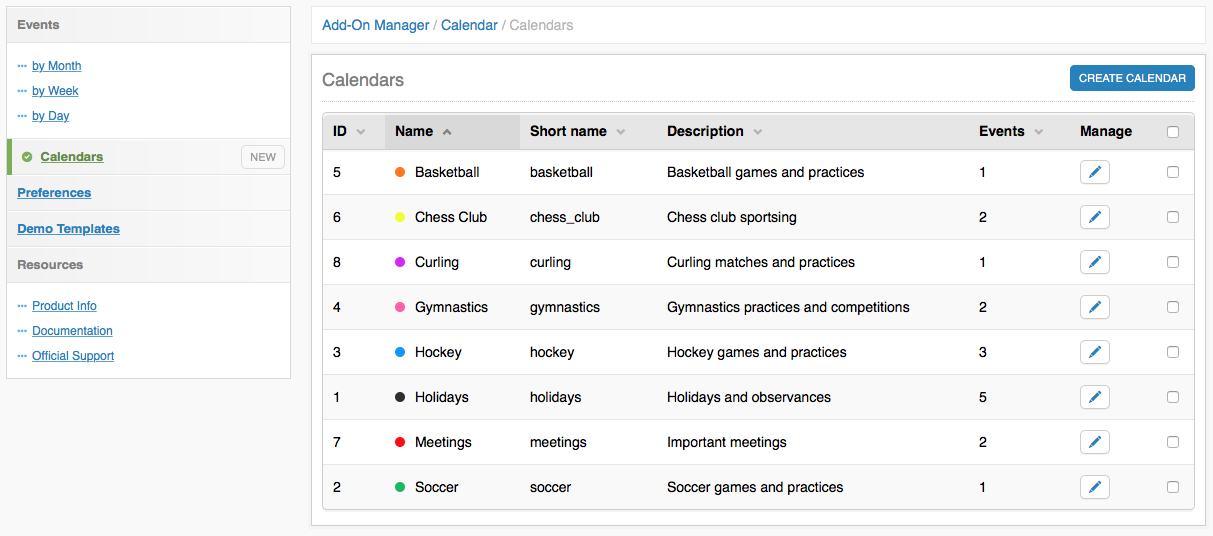 Events
by Month
by Week
by Day
Calendars NEW
Preferences
Demo Templates
Resources
Product Info
Documentation
Official Support
Add-On Manager / Calendar / Calendars
Calendars CREATE CALENDAR
ID Name Short name Description Events Manage
5 Basketball basketball Basketball games and practices 1
6 Chess Club chess_club Chess club sportsing 2
8 Curling curling Curling matches and practices 1
4 Gymnastics gymnastics Gymnastics practices and competitions 2
3 Hockey hockey Hockey games and practices 3
1 Holidays holidays Holidays and observances 5
7 Meetings meetings Important meetings 2
2 Soccer soccer Soccer games and practices 1